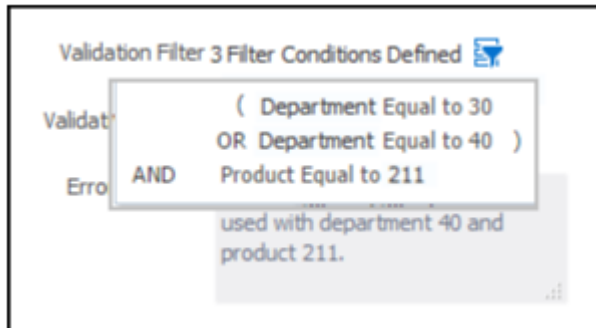 Validation Filter 3 Filter Conditions Defined
( Department Equal to 30
Validat
OR Department Equal to 40 )
AND Product Equal to 211
Erro
used with department 40 and
product 211.